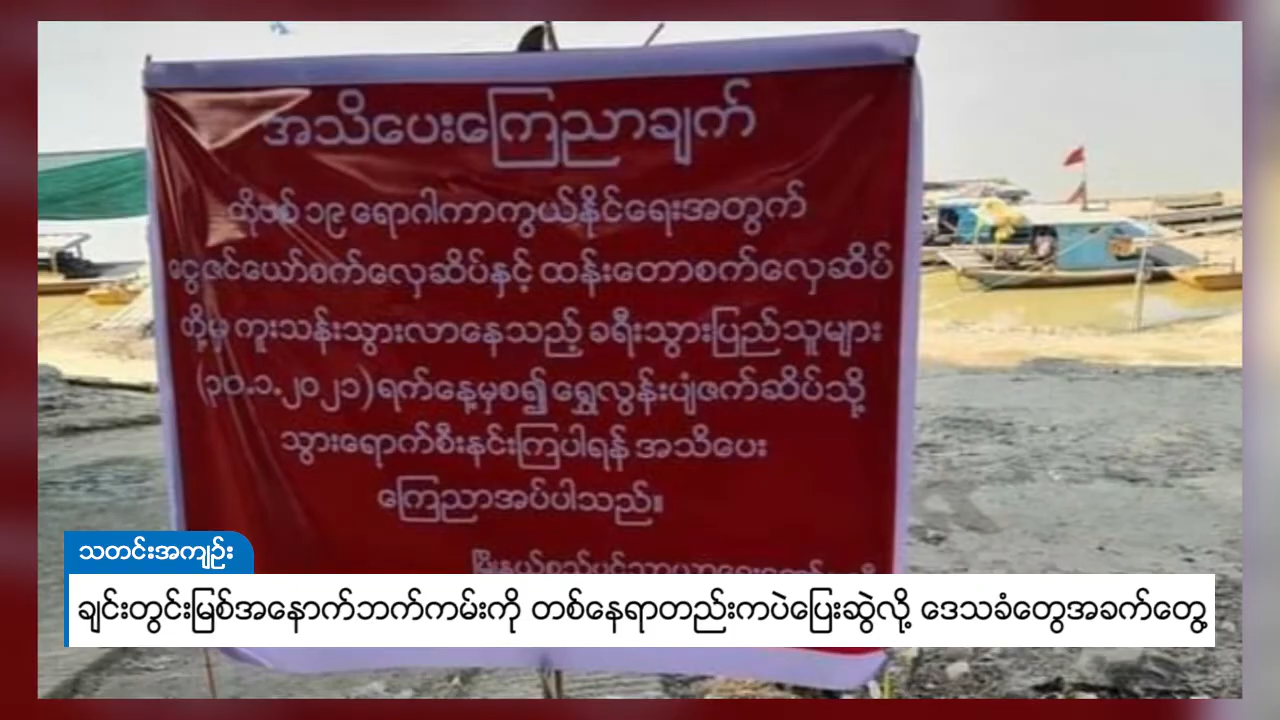 အသိပေးကြေညာချက်
ကိုဗစ် ၁၉ ရောဂါကာကွယ်နိုင်ရေးအတွက်
ငွေဇင်ယော်စက်လှေဆိပ်နှင့် ထန်းတောစက်လှေဆိပ်
တို့မှ ကူးသန်းသွားလာနေသည့် ခရီးသွားပြည်သူများ
(၃၀.၁.၂၀၂၁) ရက်နေ့မှစ၍ ရွှေလွန်းပျံဇက်ဆိပ်သို့
သွားရောက်စီးနင်းကြပါရန် အသိပေး
ကြေညာအပ်ပါသည်။
သတင်းအကျဉ်း
ချင်းတွင်းမြစ်အနောက်ဘက်ကမ်းကို တစ်နေရာတည်းကပဲပြေးဆွဲလို့ ဒေသခံတွေအခက်တွေ့